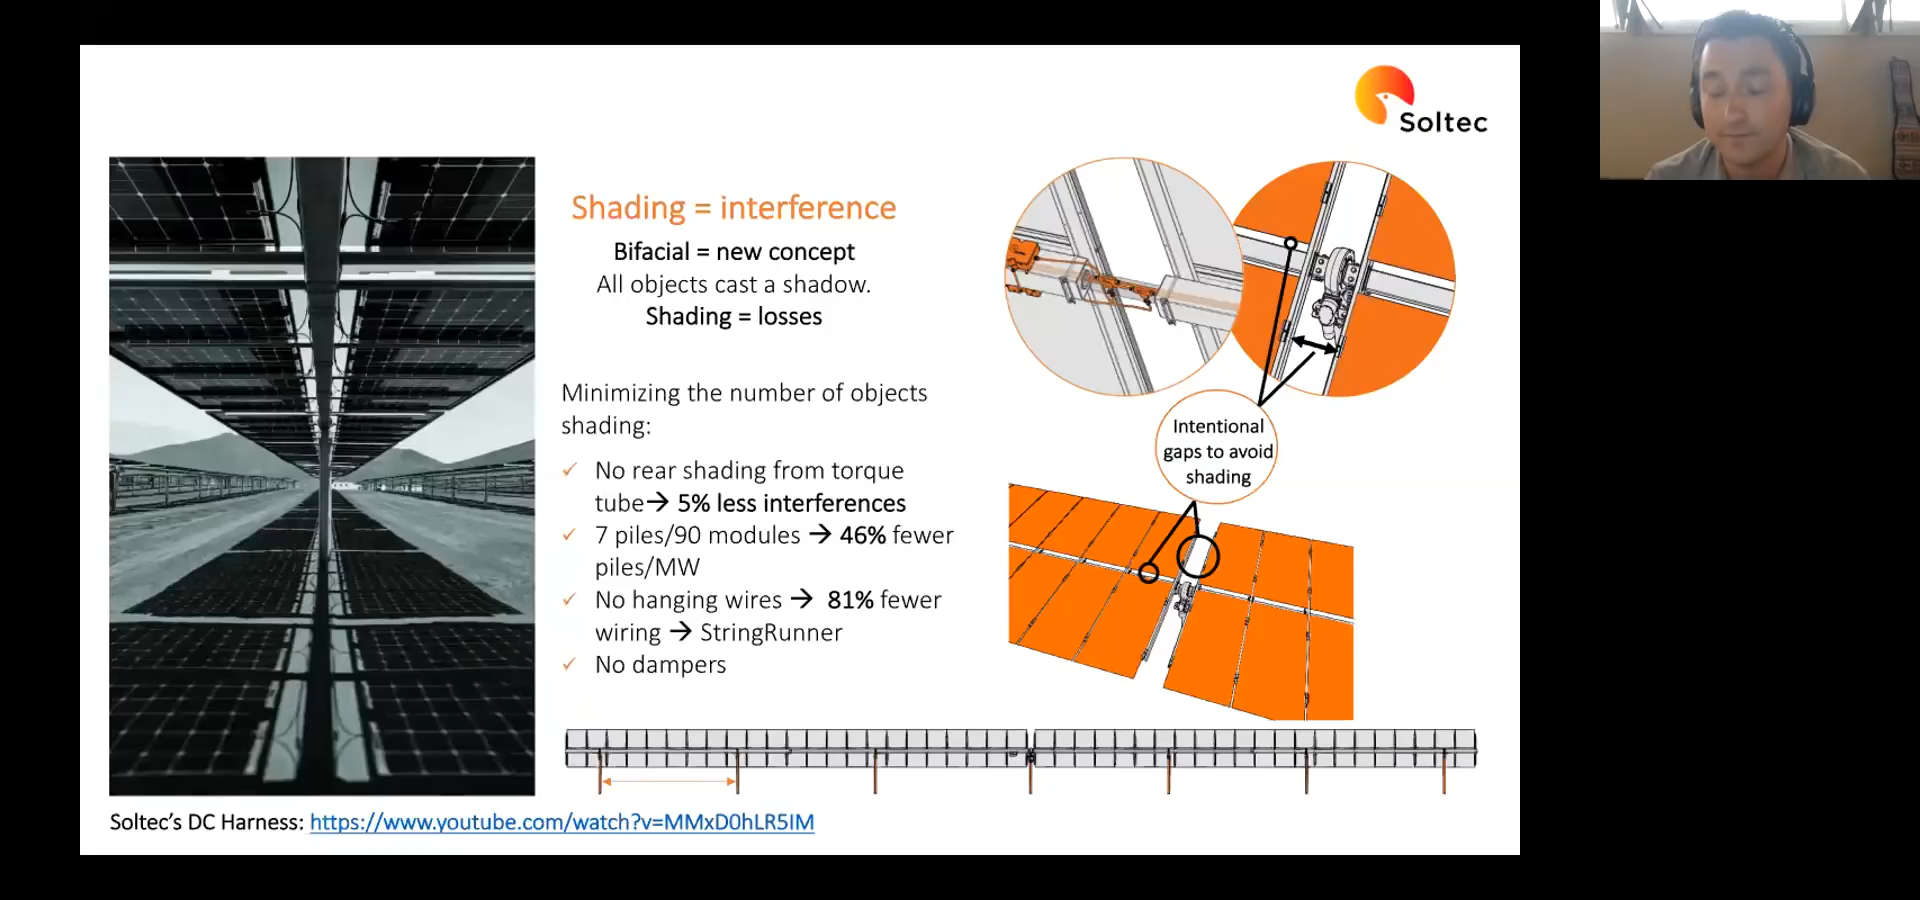 Soltec
Shading = interference
Bifacial = new concept
All objects cast a shadow.
Shading = losses
Minimizing the number of objects
shading:
✓ No rear shading from torque
tube→ 5% less interferences
✓ 7 piles/90 modules → 46% fewer
piles/MW
✓ No hanging wires → 81% fewer
wiring → StringRunner
✓ No dampers
Intentional
gaps to avoid
shading
Soltec’s DC Harness: https://www.youtube.com/watch?v=MMxD0hLR5IM